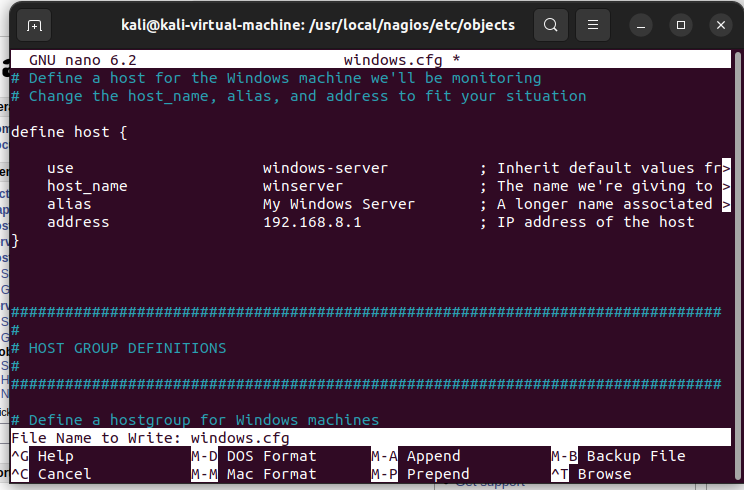 kali@kali-virtual-machine: /usr/local/nagios/etc/objects
GNU nano 6.2 windows.cfg *
# Define a host for the Windows machine we'll be monitoring
# Change the host_name, alias, and address to fit your situation
define host {
use windows-server ; Inherit default values fr>
host_name winserver ; The name we're giving to >
alias My Windows Server ; A longer name associated >
address 192.168.8.1 ; IP address of the host
}
###############################################################################
#
# HOST GROUP DEFINITIONS
#
###############################################################################
# Define a hostgroup for Windows machines
File Name to Write: windows.cfg
^G Help M-D DOS Format M-A Append M-B Backup File
^C Cancel M-M Mac Format M-P Prepend ^T Browse